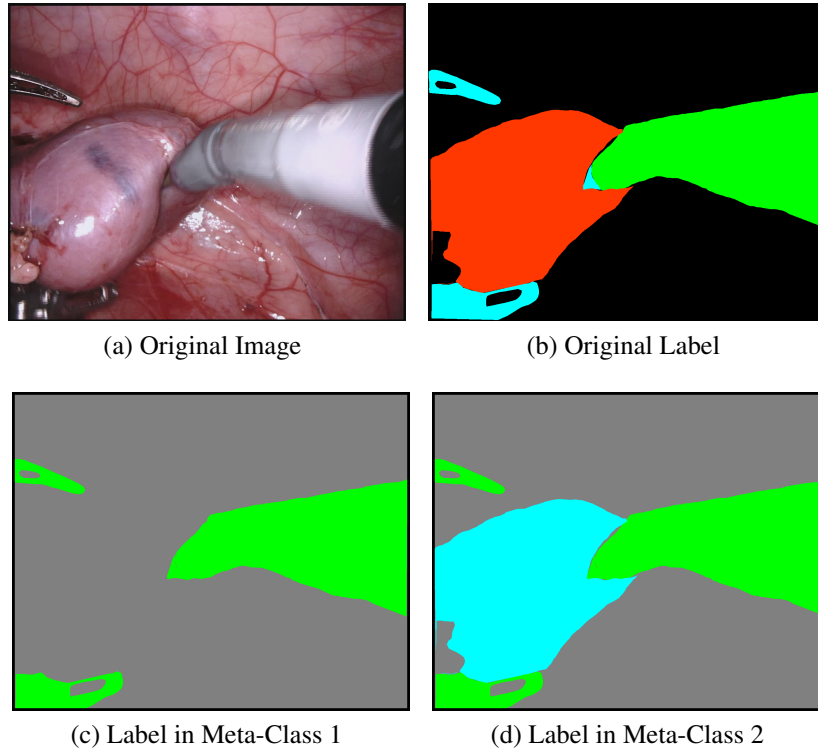 (a) Original Image
(b) Original Label
(c) Label in Meta-Class 1
(d) Label in Meta-Class 2